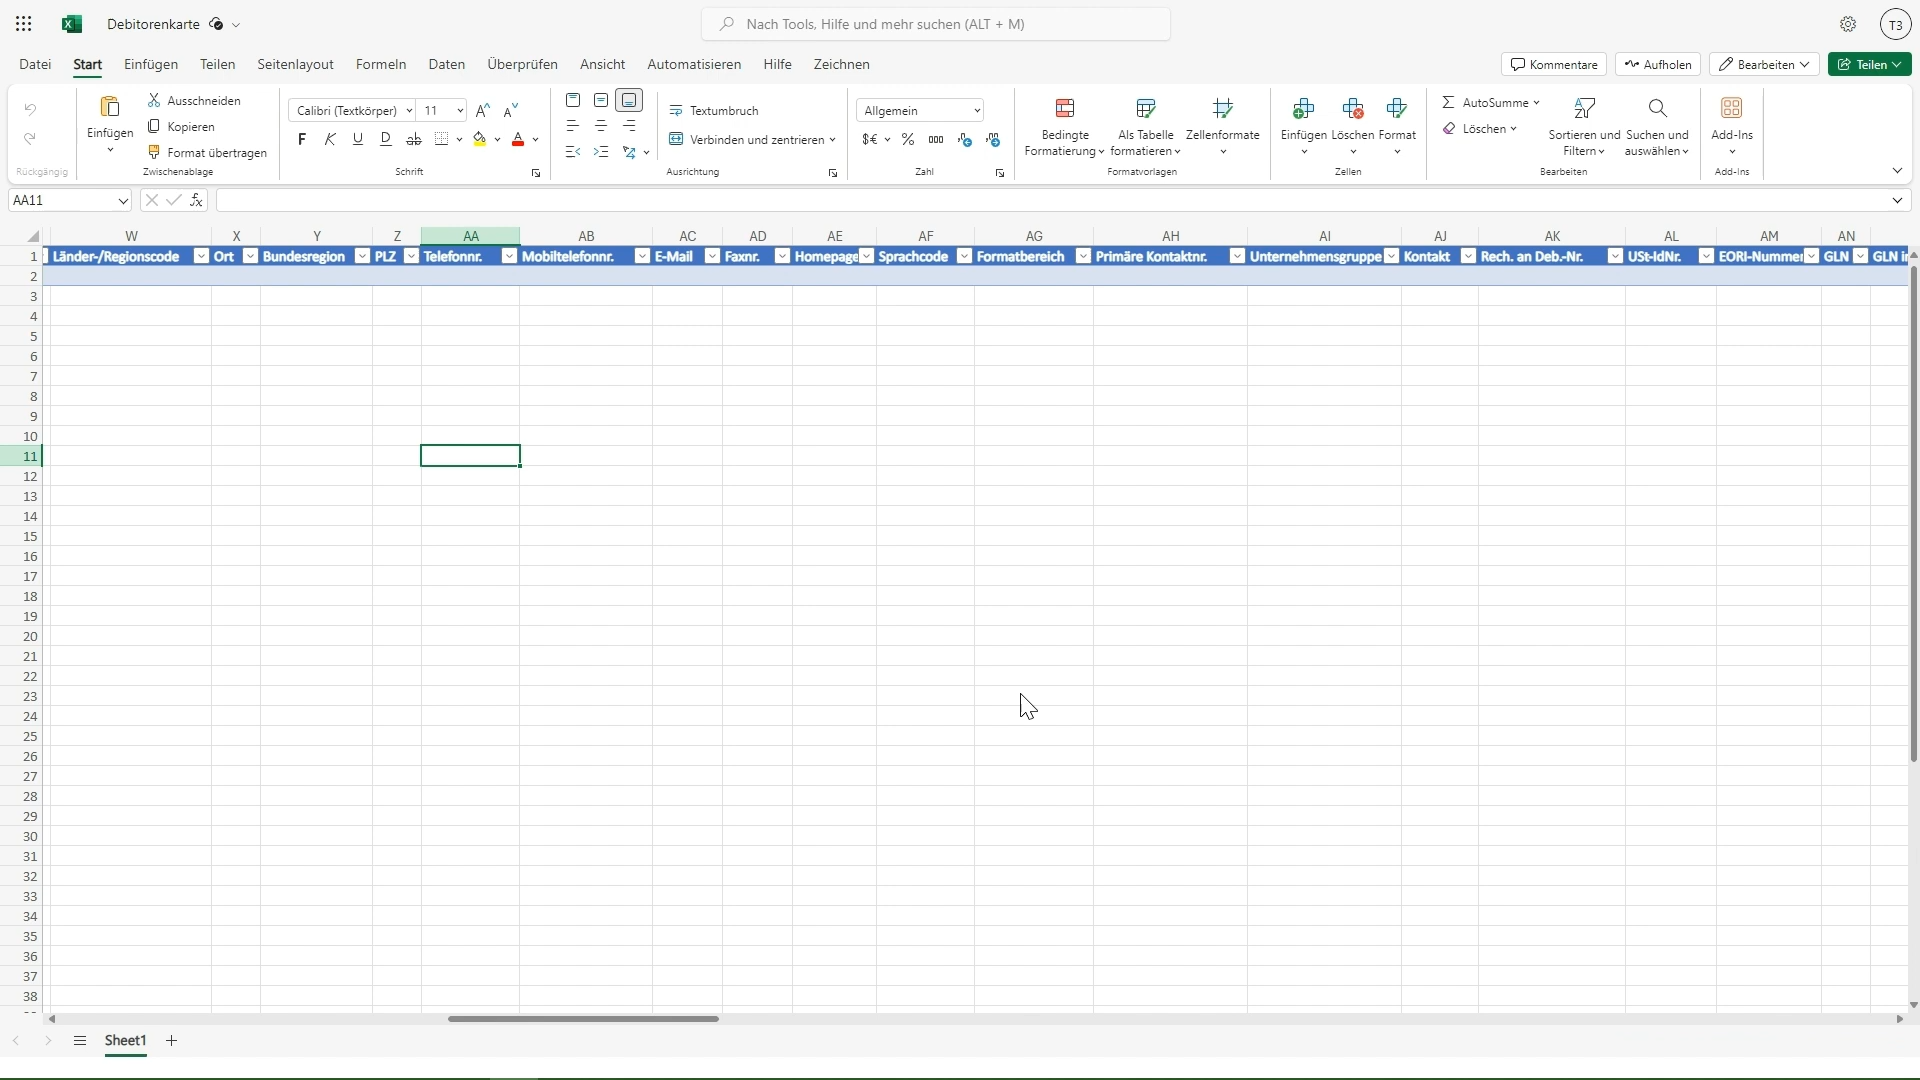 Debitorenkarte
Nach Tools, Hilfe und mehr suchen (ALT + M)
T3
Datei Start Einfügen Teilen Seitenlayout Formeln Daten Überprüfen Ansicht Automatisieren Hilfe Zeichnen
Kommentare Aufholen Bearbeiten Teilen
Rückgängig
Einfügen
Ausschneiden
Kopieren
Format übertragen
Zwischenablage
Calibri (Textkörper) 11 A A
F K U D ab A
Schrift
Textumbruch
Verbinden und zentrieren
Ausrichtung
Allgemein
$€ % 000
Zahl
Bedingte Formatierung
Als Tabelle formatieren
Zellenformate
Formatvorlagen
Einfügen Löschen Format
Zellen
AutoSumme
Löschen
Sortieren und Filtern
Suchen und auswählen
Bearbeiten
Add-Ins
Add-Ins
AA11
fx
W X Y Z AA AB AC AD AE AF AG AH AI AJ AK AL AM AN
1 Länder-/Regionscode Ort Bundesregion PLZ Telefonnr. Mobiltelefonnr. E-Mail Faxnr. Homepage Sprachcode Formatbereich Primäre Kontaktnr. Unternehmensgruppe Kontakt Rech. an Deb.-Nr. USt-IdNr. EORI-Nummer GLN GLN i
2
3
4
5
6
7
8
9
10
11
12
13
14
15
16
17
18
19
20
21
22
23
24
25
26
27
28
29
30
31
32
33
34
35
36
37
38
Sheet1